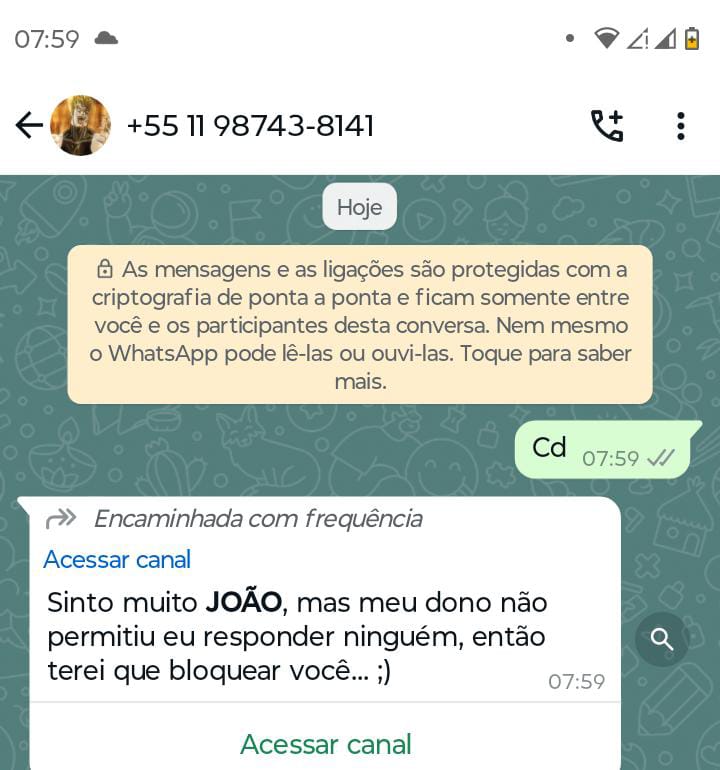 07:59
+55 11 98743-8141
Hoje
As mensagens e as ligações são protegidas com a
criptografia de ponta a ponta e ficam somente entre
você e os participantes desta conversa. Nem mesmo
o WhatsApp pode lê-las ou ouvi-las. Toque para saber
mais.
Cd 07:59
Encaminhada com frequência
Acessar canal
Sinto muito JOÃO, mas meu dono não
permitiu eu responder ninguém, então
terei que bloquear você... ;)
07:59
Acessar canal